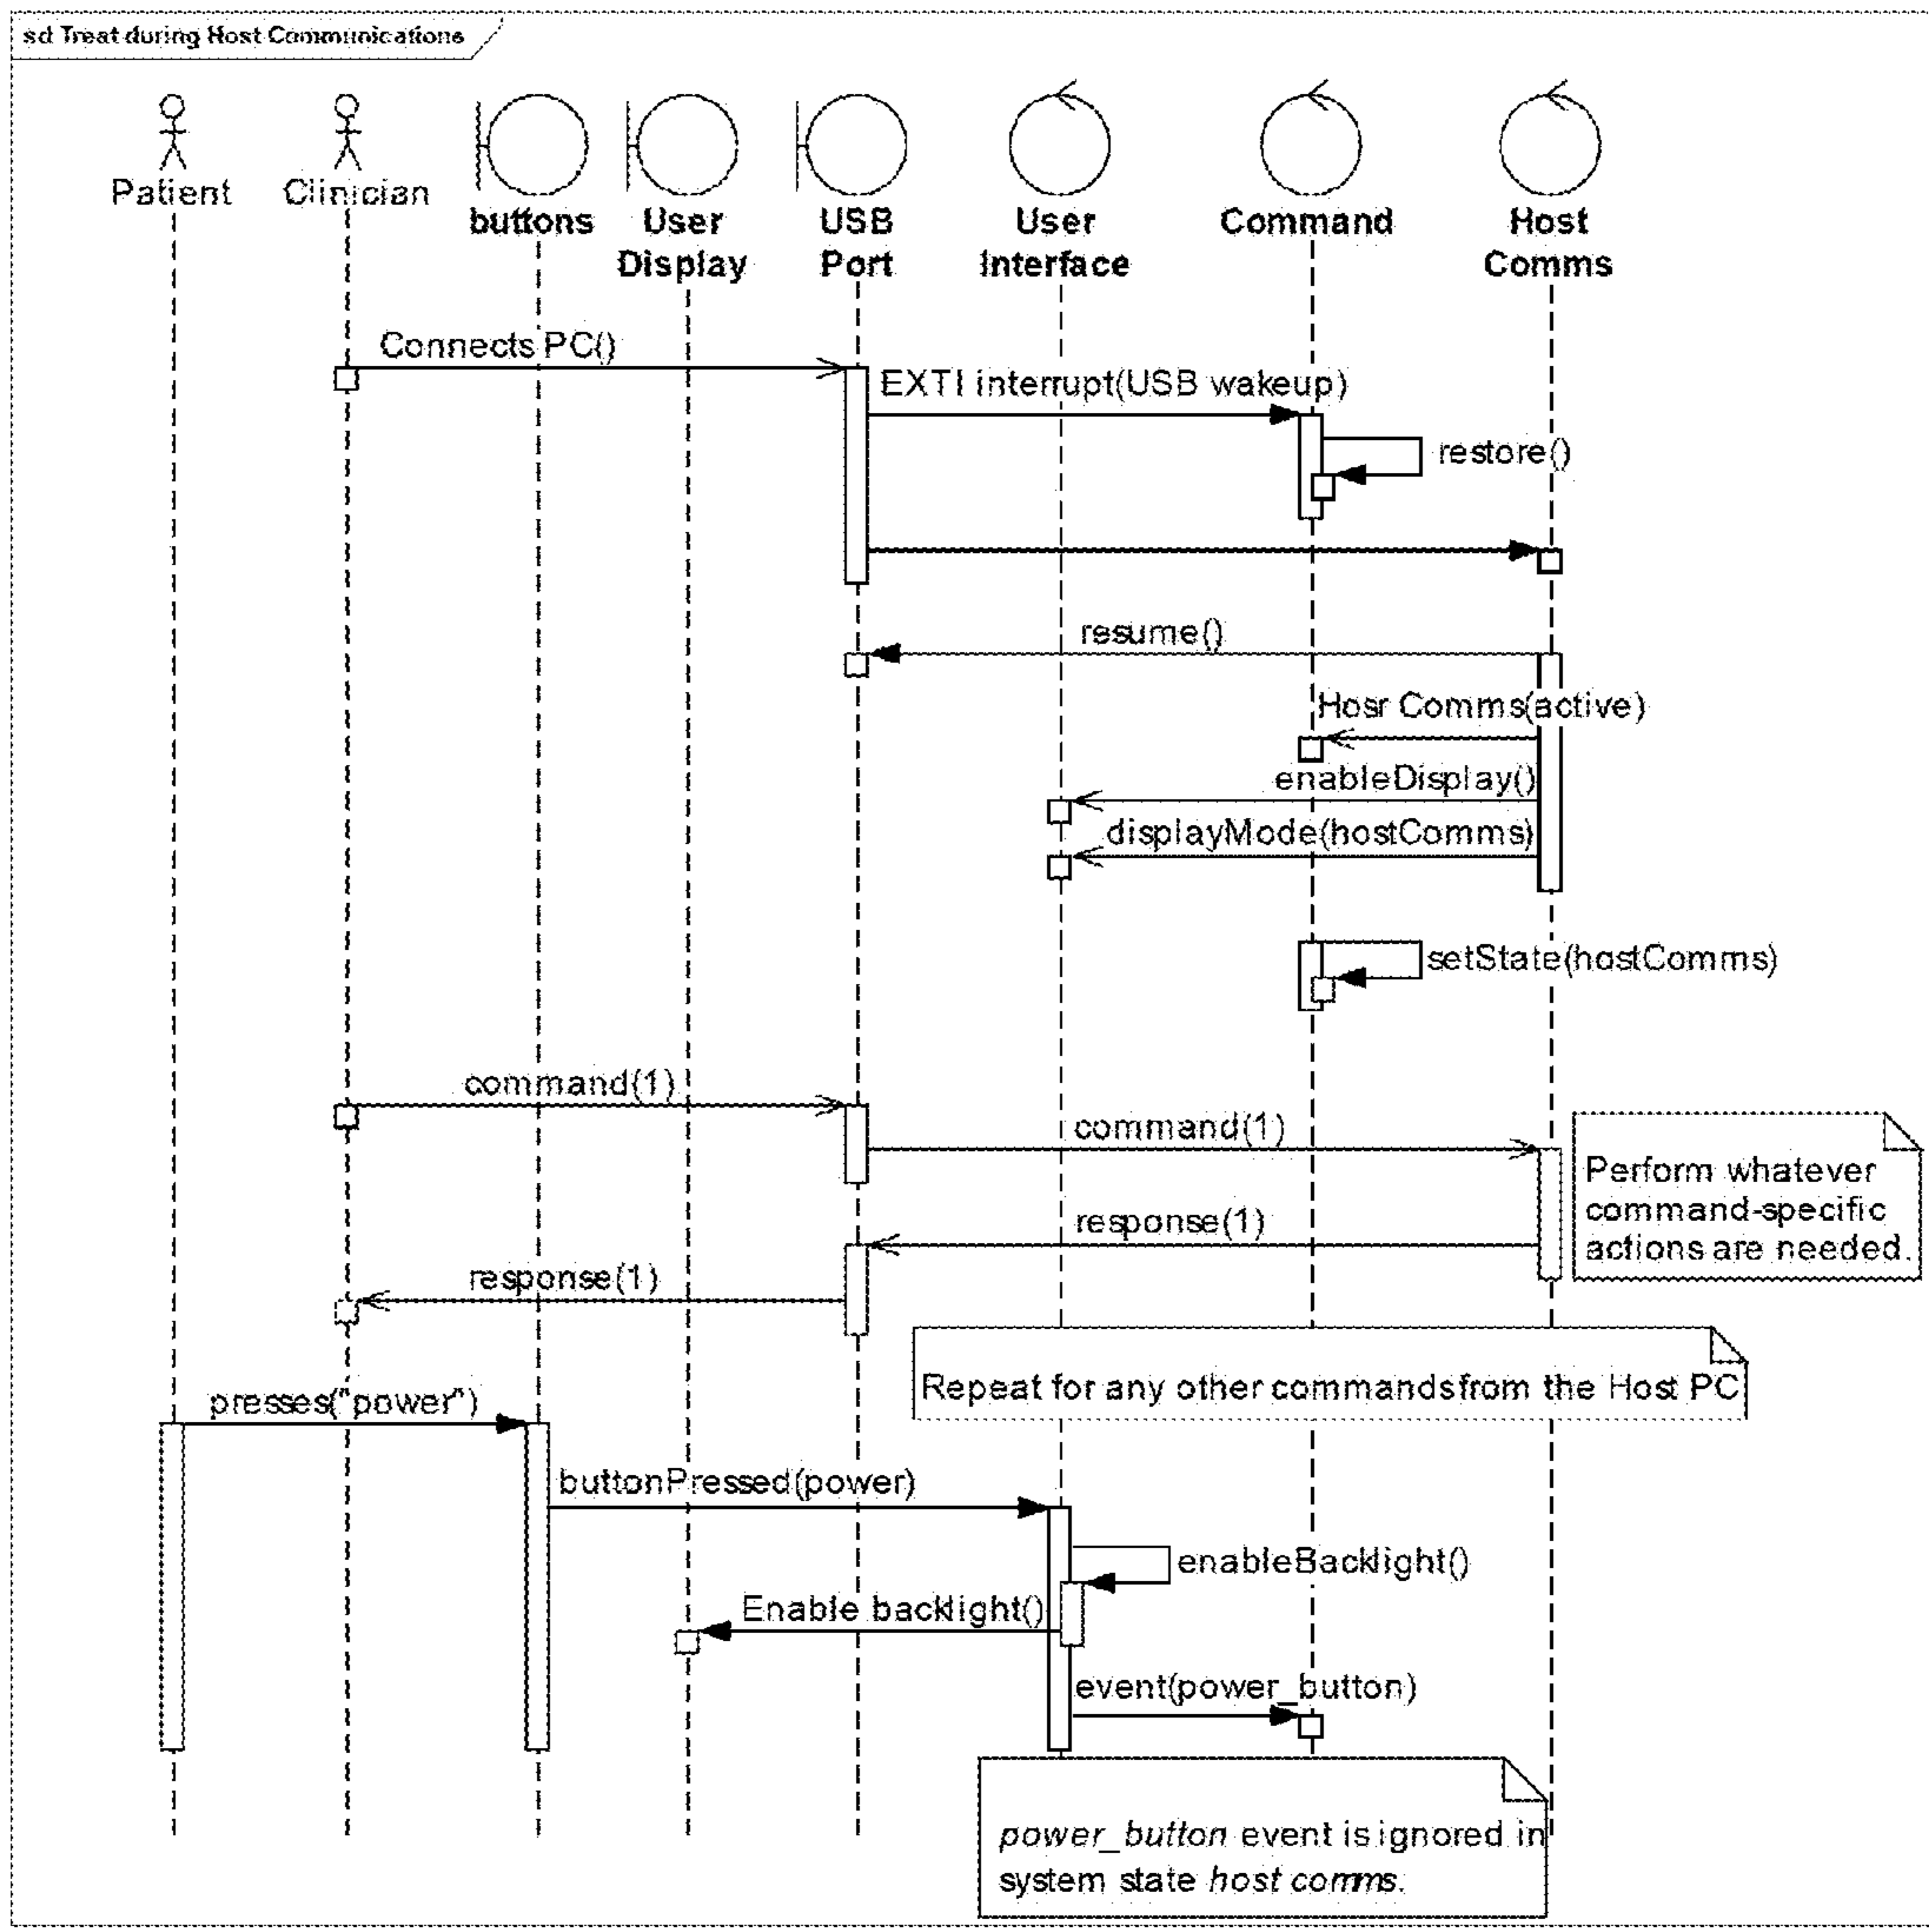 sd Treat during Host Communications
Patient
Clinician
buttons
User
Display
USB
Port
User
Interface
Command
Host
Comms
Connects PC()
EXTI interrupt(USB wakeup)
restore()
resume()
Hosr Comms(active)
enableDisplay()
displayMode(hostComms)
setState(hostComms)
command(1)
command(1)
Perform whatever
command-specific
actions are needed.
response(1)
response(1)
Repeat for any other commands from the Host PC
presses("power")
buttonPressed(power)
enableBacklight()
Enable backlight()
event(power_button)
power_button event is ignored in
system state host comms.